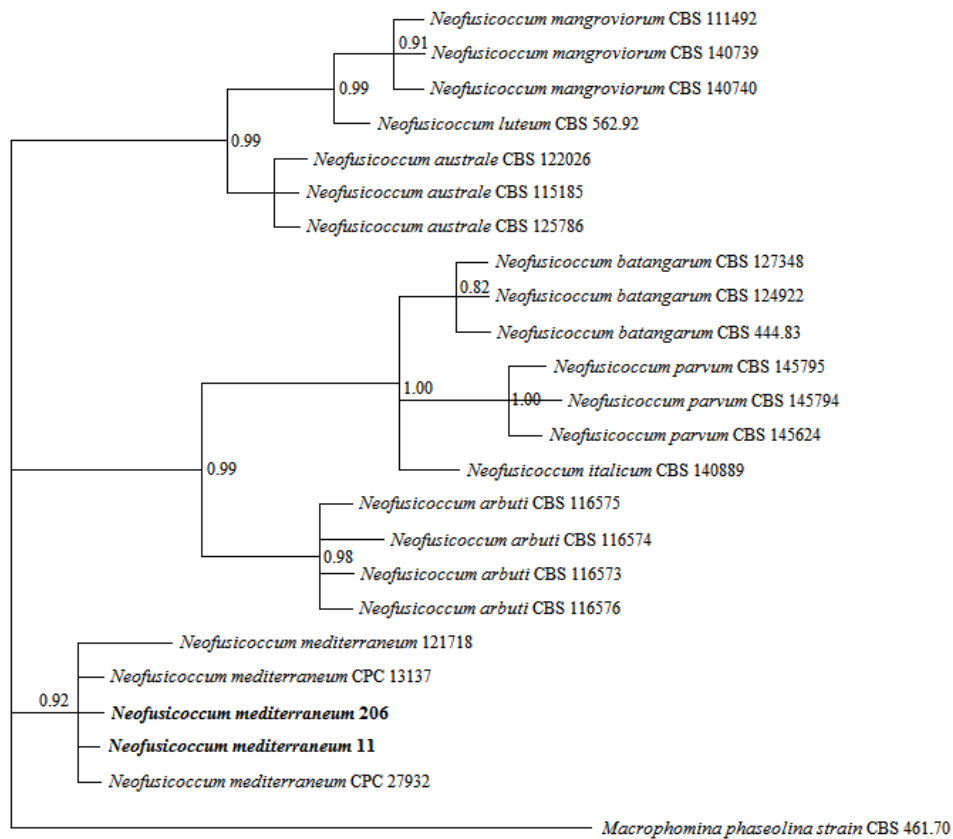 Neofusicoccum mangroviorum CBS 111492
0.91
Neofusicoccum mangroviorum CBS 140739
0.99
Neofusicoccum mangroviorum CBS 140740
Neofusicoccum luteum CBS 562.92
0.99
Neofusicoccum australe CBS 122026
Neofusicoccum australe CBS 115185
Neofusicoccum australe CBS 125786
Neofusicoccum batangarum CBS 127348
0.82
Neofusicoccum batangarum CBS 124922
Neofusicoccum batangarum CBS 444.83
Neofusicoccum parvum CBS 145795
1.00
1.00
Neofusicoccum parvum CBS 145794
Neofusicoccum parvum CBS 145624
0.99
Neofusicoccum italicum CBS 140889
Neofusicoccum arbuti CBS 116575
Neofusicoccum arbuti CBS 116574
0.98
Neofusicoccum arbuti CBS 116573
Neofusicoccum arbuti CBS 116576
Neofusicoccum mediterraneum 121718
Neofusicoccum mediterraneum CPC 13137
0.92
Neofusicoccum mediterraneum 206
Neofusicoccum mediterraneum 11
Neofusicoccum mediterraneum CPC 27932
Macrophomina phaseolina strain CBS 461.70